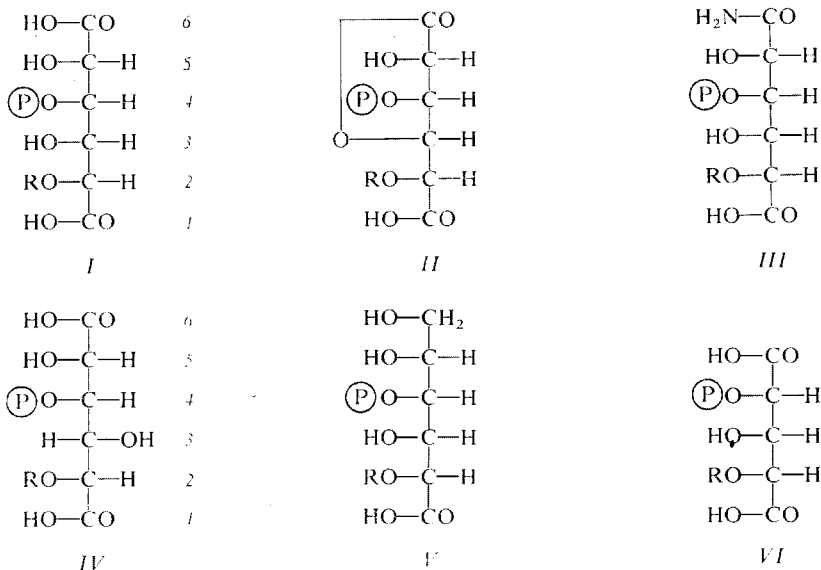 HO—CO 6 CO H₂N—CO
HO—C—H 5 HO—C—H HO—C—H
Ⓟ O—C—H 4 Ⓟ O—C—H Ⓟ O—C—H
HO—C—H 3 O—C—H HO—C—H
RO—C—H 2 RO—C—H RO—C—H
HO—CO 1 HO—CO HO—CO
I II III
HO—CO 6 HO—CH₂
HO—C—H 5 HO—C—H HO—CO
Ⓟ O—C—H 4 Ⓟ O—C—H Ⓟ O—C—H
H—C—OH 3 HO—C—H HO—C—H
RO—C—H 2 RO—C—H RO—C—H
HO—CO 1 HO—CO HO—CO
IV V VI